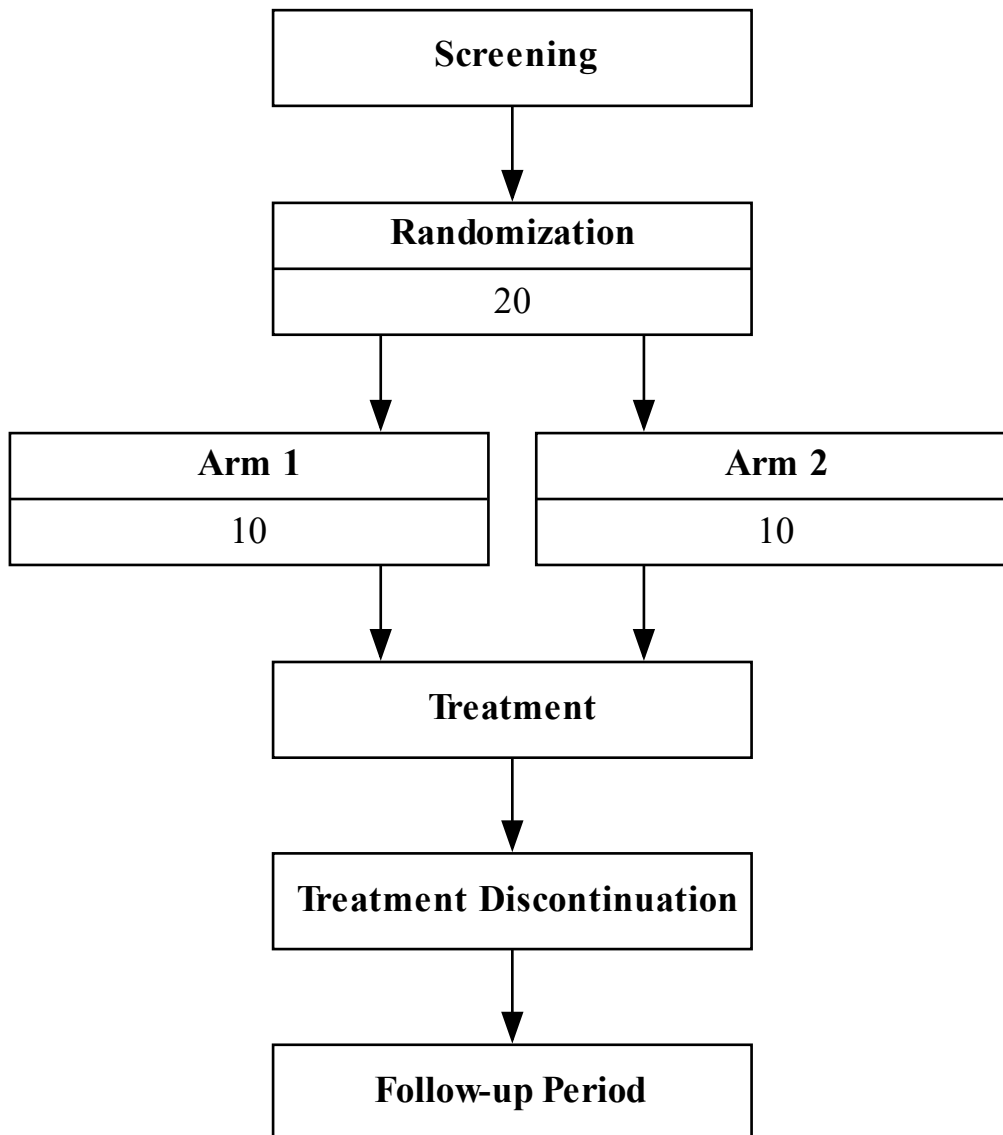 Screening
Randomization
20
Arm 1
Arm 2
10
10
Treatment
Treatment Discontinuation
Follow-up Period